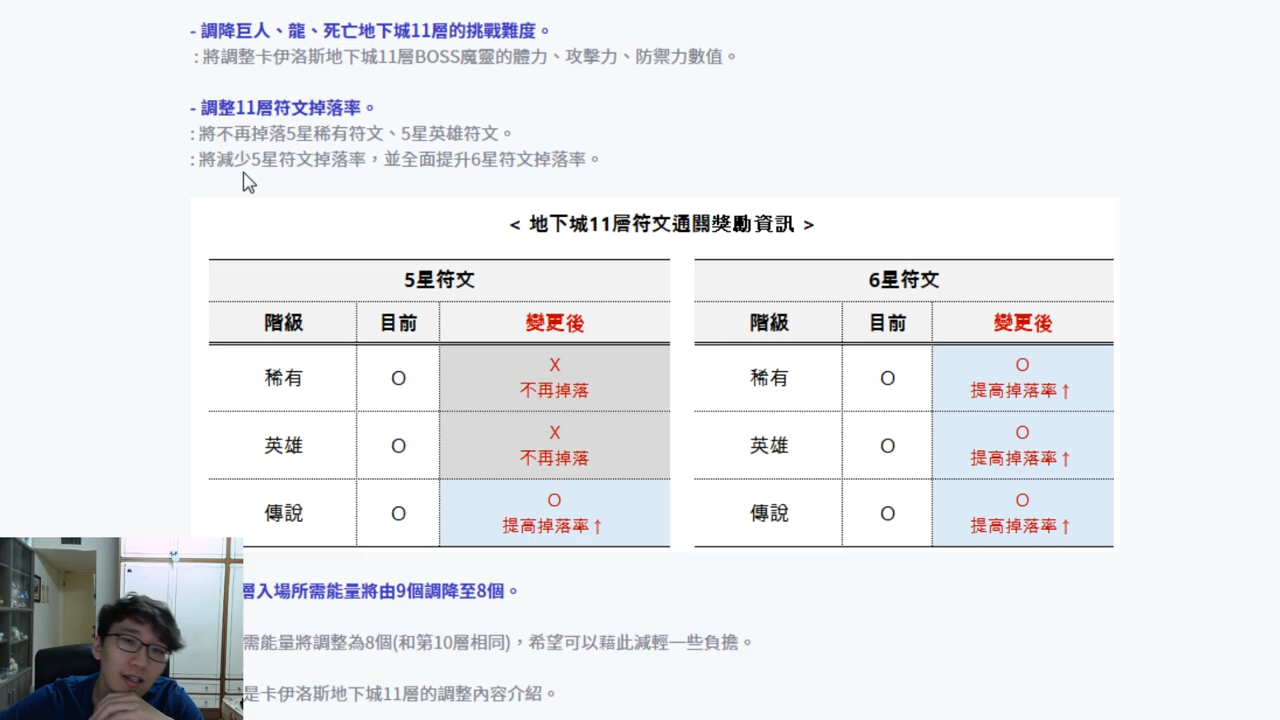 - 調降巨人、龍、死亡地下城11層的挑戰難度。
: 將調整卡伊洛斯地下城11層BOSS魔靈的體力、攻擊力、防禦力數值。
- 調整11層符文掉落率。
: 將不再掉落5星稀有符文、5星英雄符文。
: 將減少5星符文掉落率，並全面提升6星符文掉落率。
< 地下城11層符文通關獎勵資訊 >
5星符文
階級 目前 變更後
稀有 O X 不再掉落
英雄 O X 不再掉落
傳說 O O 提高掉落率↑
6星符文
階級 目前 變更後
稀有 O O 提高掉落率↑
英雄 O O 提高掉落率↑
傳說 O O 提高掉落率↑
層入場所需能量將由9個調降至8個。
需能量將調整為8個(和第10層相同)，希望可以藉此減輕一些負擔。
是卡伊洛斯地下城11層的調整內容介紹。